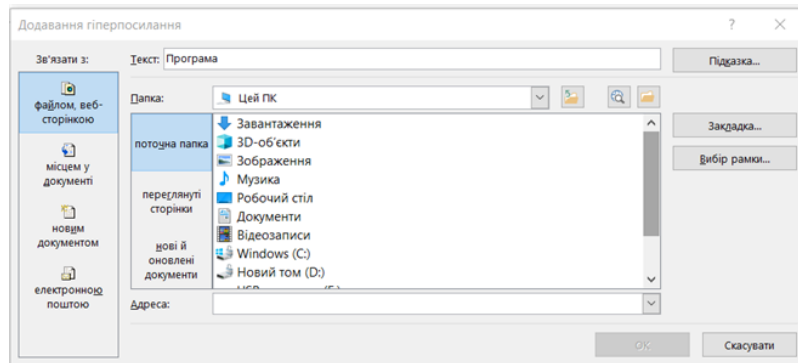 Додавання гіперпосилання
? ×
Зв'язати з:
Текст: Програма
Підказка...
файлом, веб-
сторінкою
місцем у
документі
новим
документом
електронною
поштою
Папка:
Цей ПК
поточна папка
переглянуті
сторінки
нові й
оновлені
документи
Завантаження
3D-об'єкти
Зображення
Музика
Робочий стіл
Документи
Відеозаписи
Windows (C:)
Новий том (D:)
Адреса:
Закладка...
Вибір рамки...
OK
Скасувати